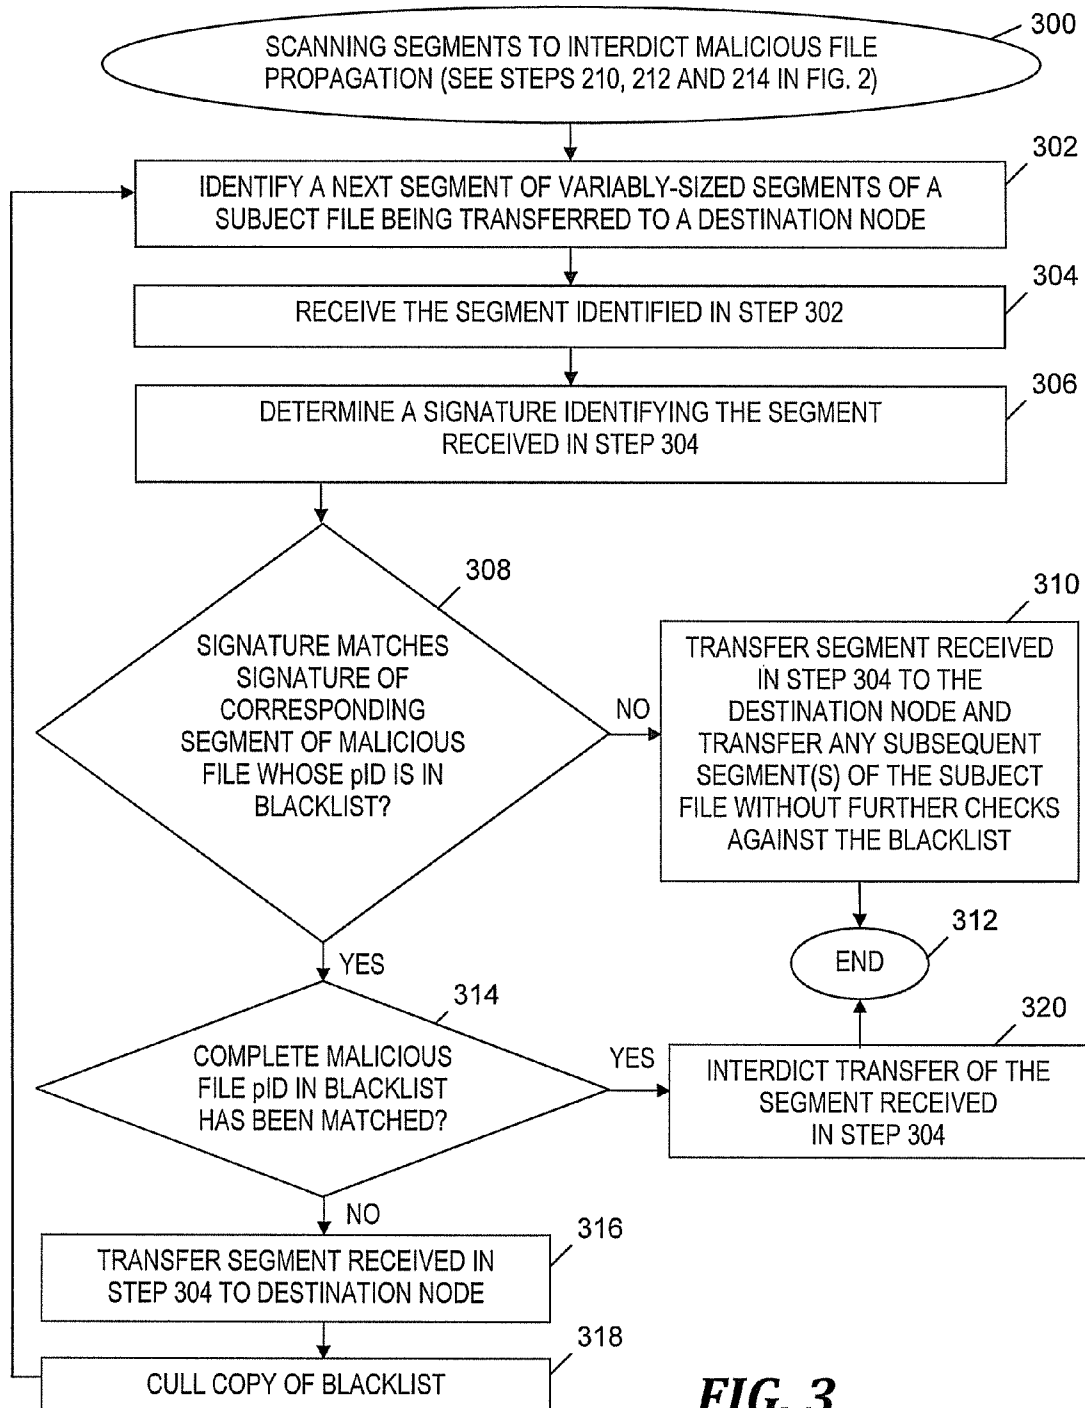 300
SCANNING SEGMENTS TO INTERDICT MALICIOUS FILE
PROPAGATION (SEE STEPS 210, 212 AND 214 IN FIG. 2)
302
IDENTIFY A NEXT SEGMENT OF VARIABLY-SIZED SEGMENTS OF A
SUBJECT FILE BEING TRANSFERRED TO A DESTINATION NODE
304
RECEIVE THE SEGMENT IDENTIFIED IN STEP 302
306
DETERMINE A SIGNATURE IDENTIFYING THE SEGMENT
RECEIVED IN STEP 304
308
SIGNATURE MATCHES
SIGNATURE OF
CORRESPONDING
SEGMENT OF MALICIOUS
FILE WHOSE pID IS IN
BLACKLIST?
NO
310
TRANSFER SEGMENT RECEIVED
IN STEP 304 TO THE
DESTINATION NODE AND
TRANSFER ANY SUBSEQUENT
SEGMENT(S) OF THE SUBJECT
FILE WITHOUT FURTHER CHECKS
AGAINST THE BLACKLIST
312
END
YES
314
COMPLETE MALICIOUS
FILE pID IN BLACKLIST
HAS BEEN MATCHED?
YES
320
INTERDICT TRANSFER OF THE
SEGMENT RECEIVED
IN STEP 304
NO
316
TRANSFER SEGMENT RECEIVED IN
STEP 304 TO DESTINATION NODE
318
CULL COPY OF BLACKLIST
FIG. 3